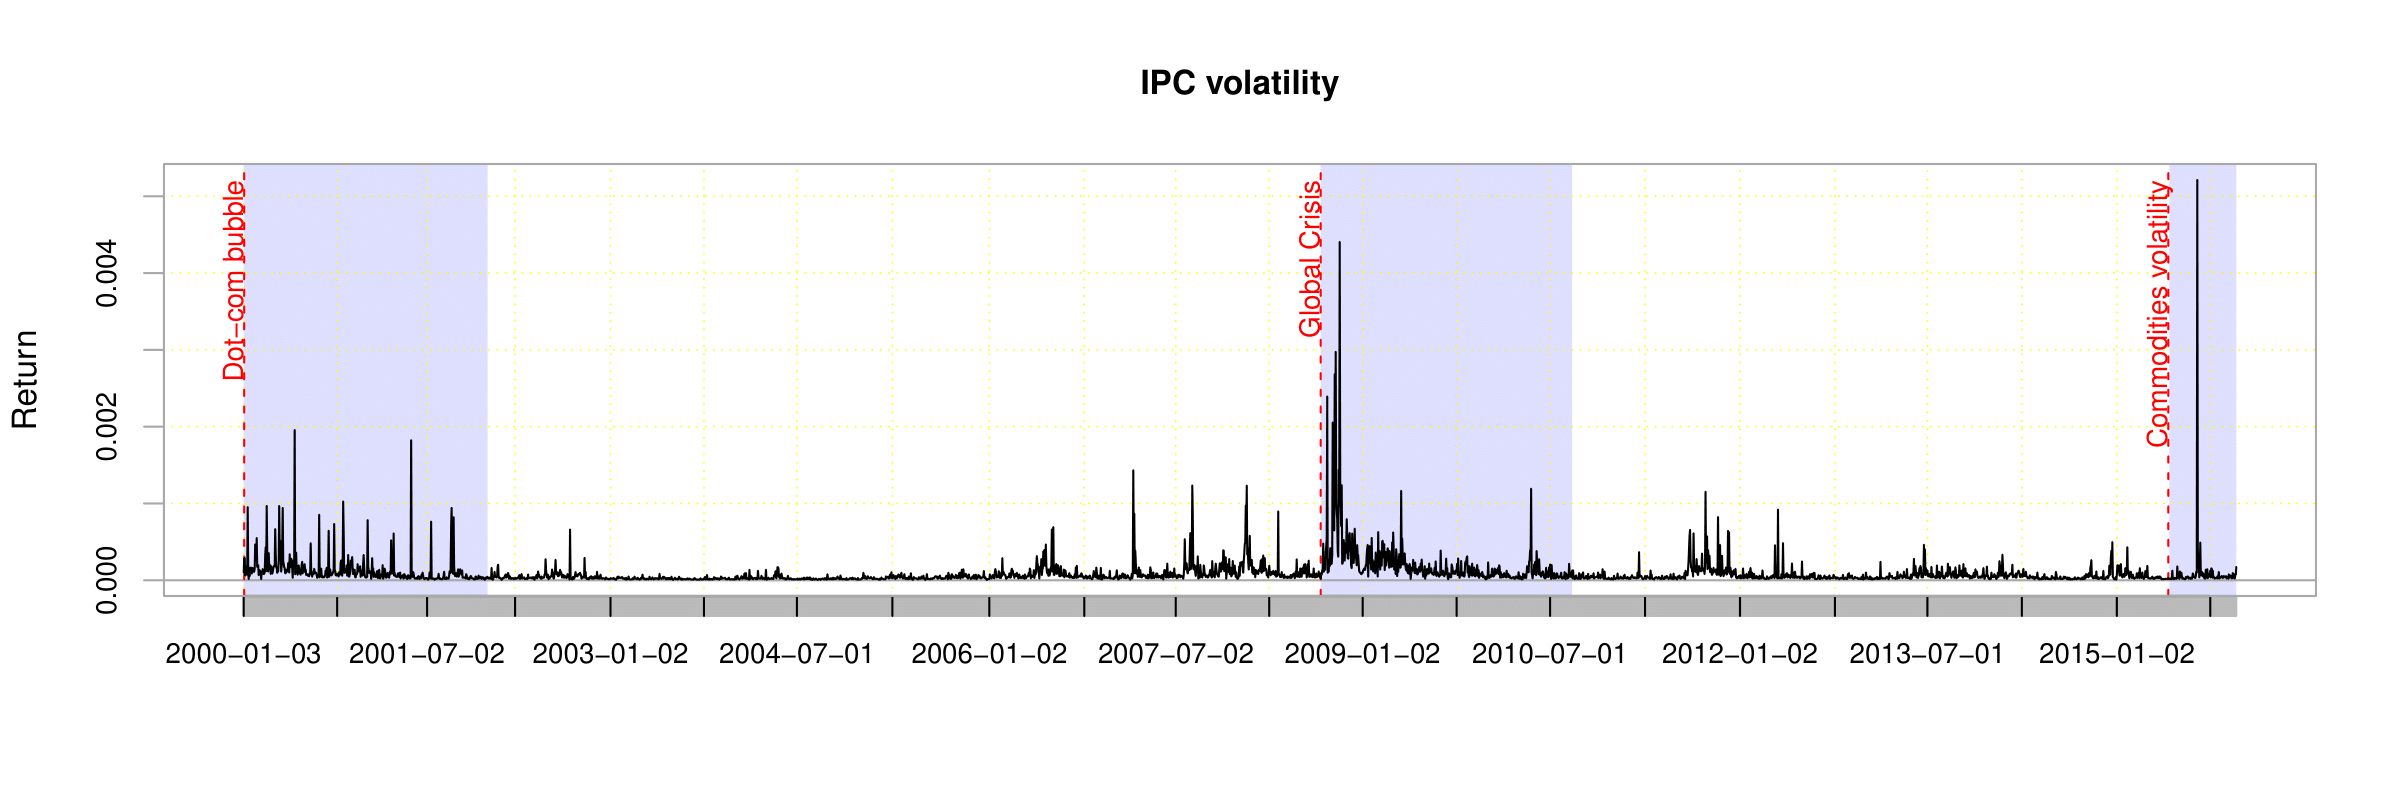 IPC volatility
Return
0.004
0.002
0.000
Dot−com bubble
Global Crisis
Commodities volatility
2000−01−03 2001−07−02 2003−01−02 2004−07−01 2006−01−02 2007−07−02 2009−01−02 2010−07−01 2012−01−02 2013−07−01 2015−01−02